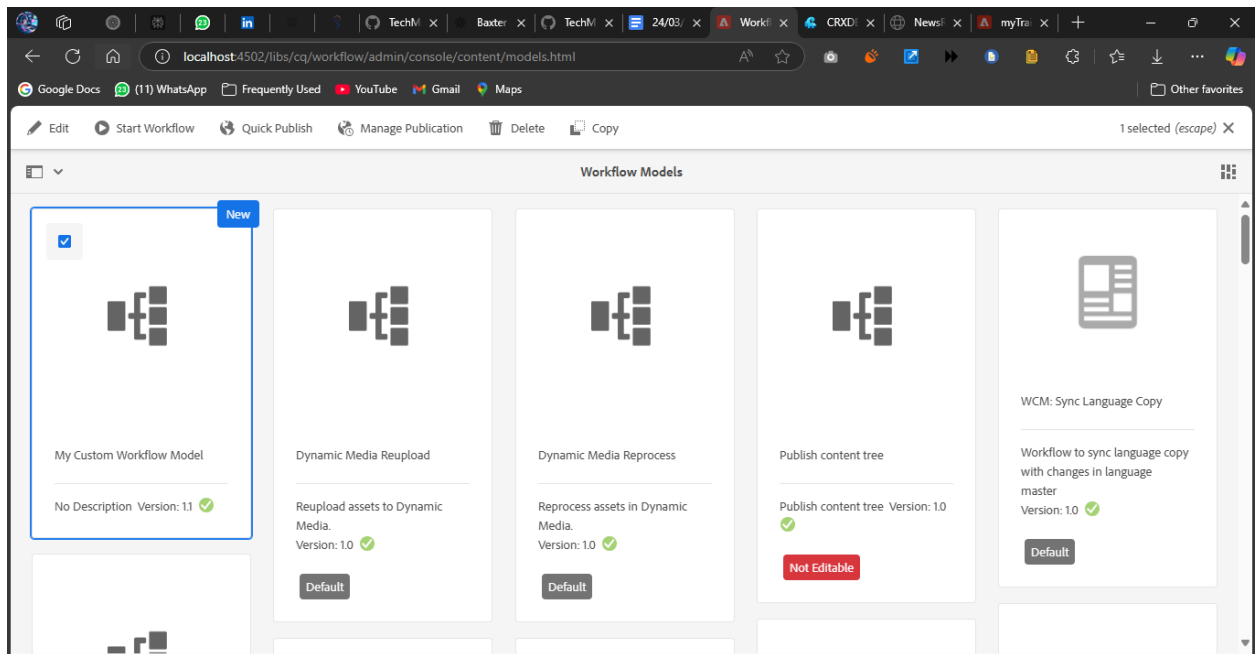 23
in
TechM
Baxter
TechM
24/03/
Workfl
CRXDE
NewsF
myTrai
localhost:4502/libs/cq/workflow/admin/console/content/models.html
Google Docs
(11) WhatsApp
Frequently Used
YouTube
Gmail
Maps
Other favorites
Edit
Start Workflow
Quick Publish
Manage Publication
Delete
Copy
1 selected (escape)
Workflow Models
New
My Custom Workflow Model
No Description Version: 1.1
Dynamic Media Reupload
Reupload assets to Dynamic
Media.
Version: 1.0
Default
Dynamic Media Reprocess
Reprocess assets in Dynamic
Media.
Version: 1.0
Default
Publish content tree
Publish content tree Version: 1.0
Not Editable
WCM: Sync Language Copy
Workflow to sync language copy
with changes in language
master
Version: 1.0
Default